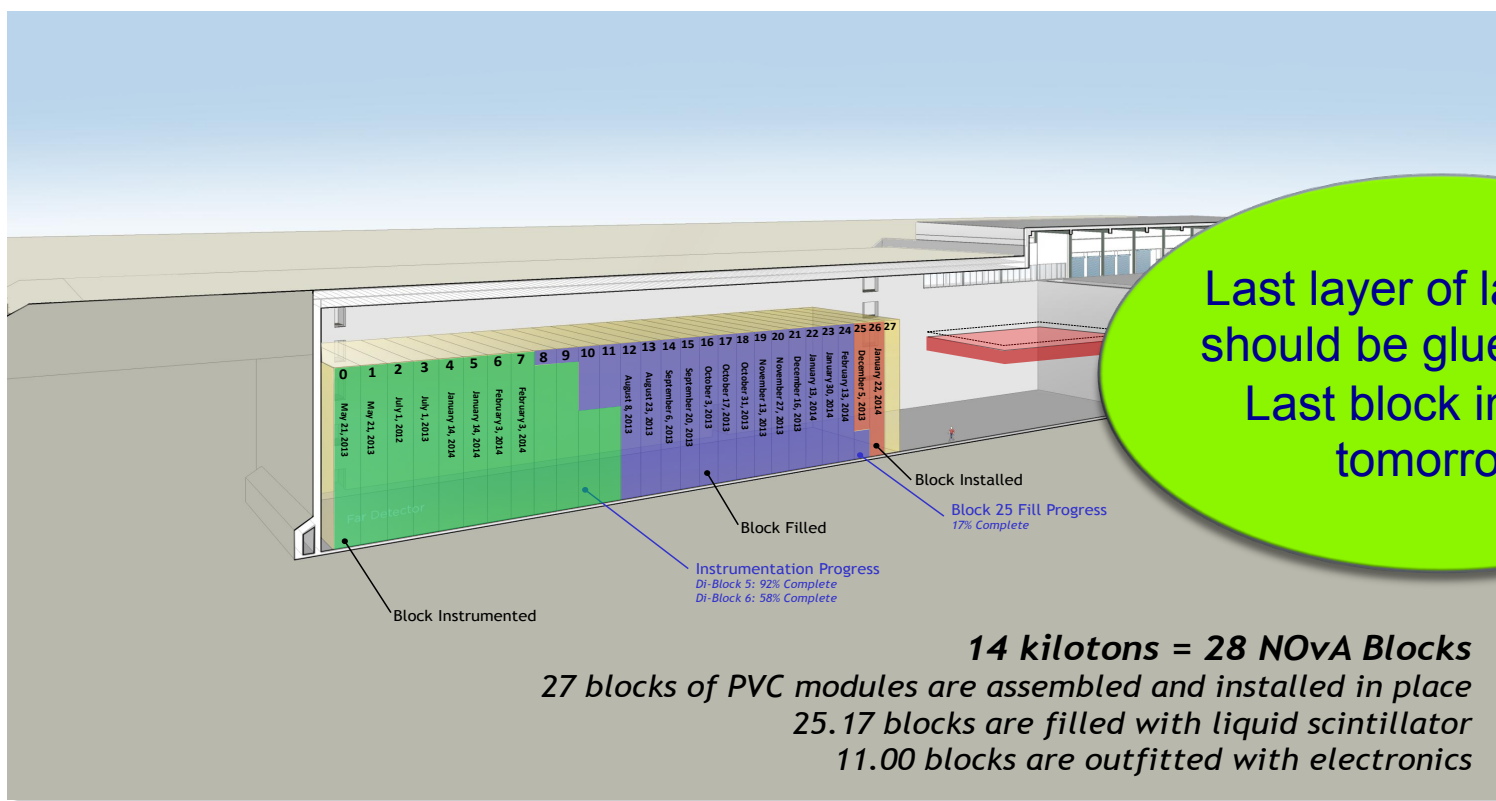 Last layer of
should be
Last block
0 1 2 3 4 5 6 7 8 9 10 11 12 13 14 15 16 17 18 19 20 21 22 23 24 25 26 27
May 21, 2013
May 21, 2013
July 1, 2012
July 1, 2013
January 14, 2014
January 14, 2014
February 3, 2014
February 3, 2014
August 8, 2013
August 23, 2013
September 6, 2013
September 20, 2013
October 3, 2013
October 17, 2013
October 31, 2013
November 13, 2013
November 27, 2013
December 16, 2013
January 13, 2014
January 30, 2014
February 13, 2014
December 5, 2013
January 22, 2014
Far Detector
Block Installed
Block 25 Fill Progress
17% Complete
Block Filled
Instrumentation Progress
Di-Block 5: 92% Complete
Di-Block 6: 58% Complete
Block Instrumented
14 kilotons = 28 NOvA Blocks
27 blocks of PVC modules are assembled and installed in place
25.17 blocks are filled with liquid scintillator
11.00 blocks are outfitted with electronics